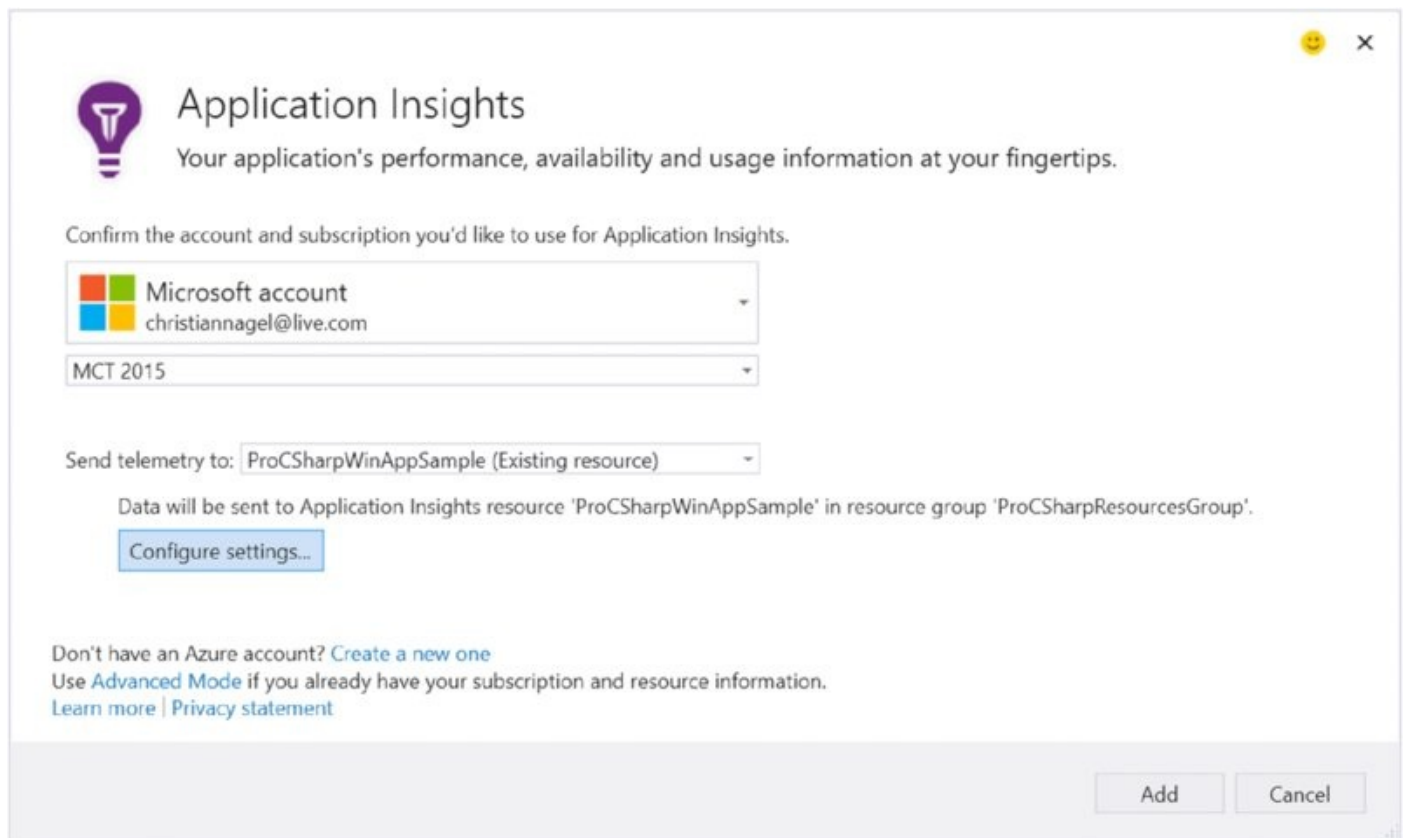 Application Insights
Your application's performance, availability and usage information at your fingertips.
Confirm the account and subscription you'd like to use for Application Insights.
Microsoft account
christiannagel@live.com
MCT 2015
Send telemetry to: ProCSharpWinAppSample (Existing resource)
Data will be sent to Application Insights resource 'ProCSharpWinAppSample' in resource group 'ProCSharpResourcesGroup'.
Configure settings...
Don't have an Azure account? Create a new one
Use Advanced Mode if you already have your subscription and resource information.
Learn more | Privacy statement
Add Cancel